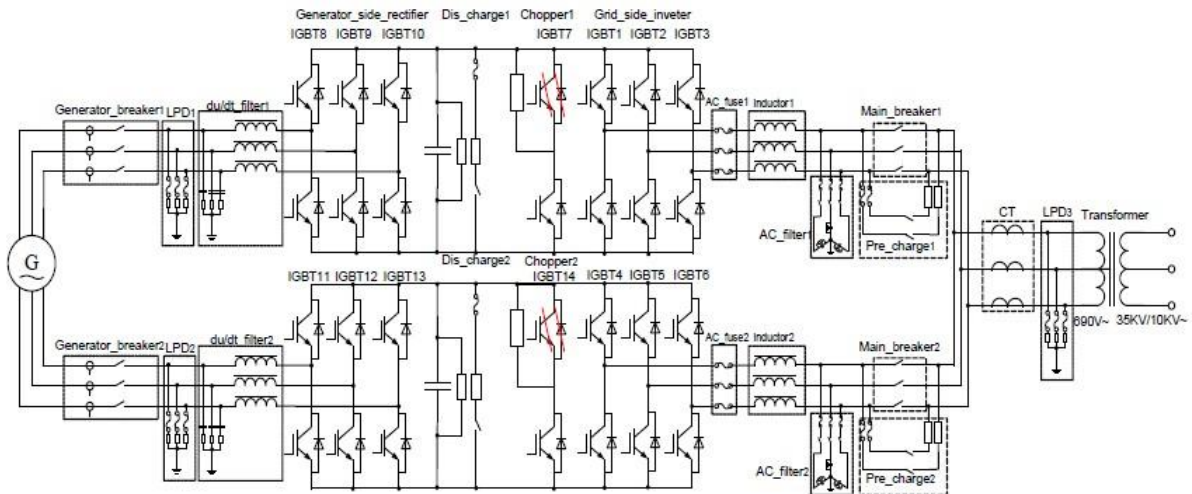 Generator_side_rectifier Dis_charge1 Chopper1 Grid_side_inveter
IGBT8 IGBT9 IGBT10 IGBT7 IGBT1 IGBT2 IGBT3
Generator_breaker1 LPD1 du/dt_filter1 AC_fuse1 Inductor1 Main_breaker1
AC_filter1 Pre_charge1 CT LPD3 Transformer
G
Dis_charge2 Chopper2
IGBT11 IGBT12 IGBT13 IGBT14 IGBT4 IGBT5 IGBT6
690V~ 35KV/10KV~
Generator_breaker2 LPD2 du/dt_filter2 AC_fuse2 Inductor2 Main_breaker2
AC_filter2 Pre_charge2